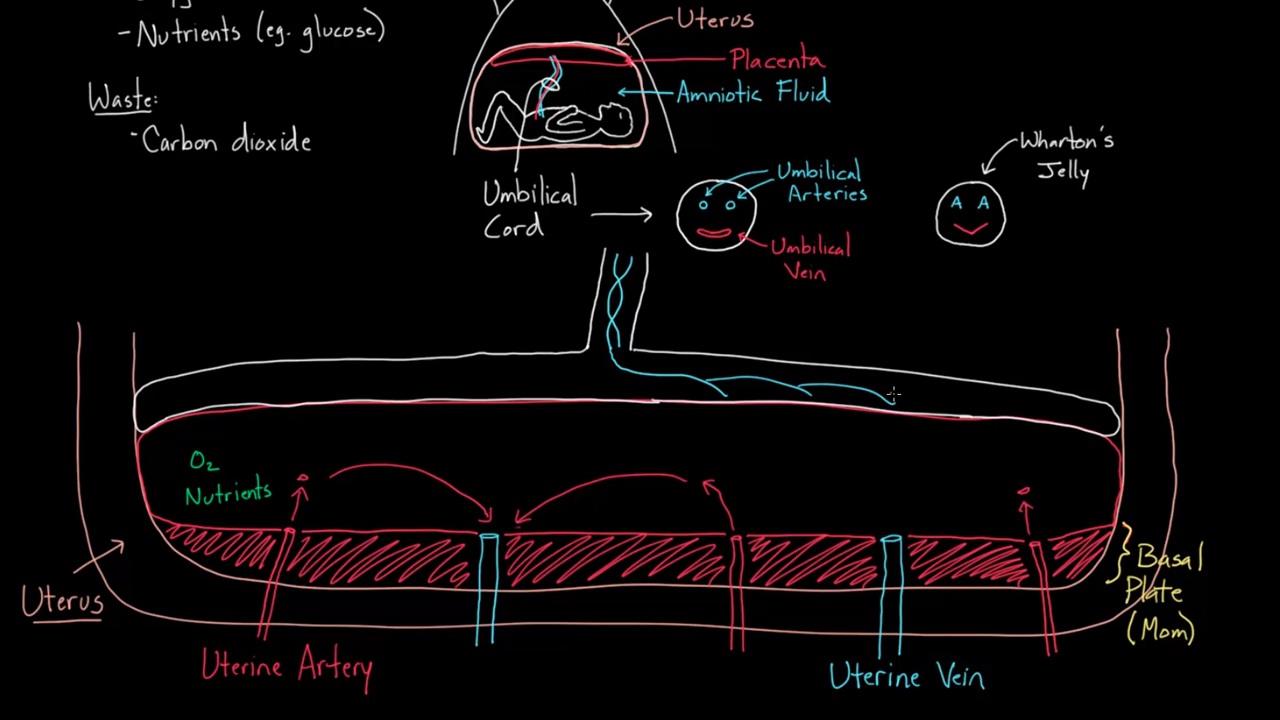 - Nutrients (eg. glucose)
Waste:
- Carbon dioxide
Uterus
Placenta
Amniotic Fluid
Umbilical
Cord
Umbilical
Arteries
Umbilical
Vein
Wharton's
Jelly
A A
O2
Nutrients
Uterus
Uterine Artery
Uterine Vein
Basal
Plate
(Mom)